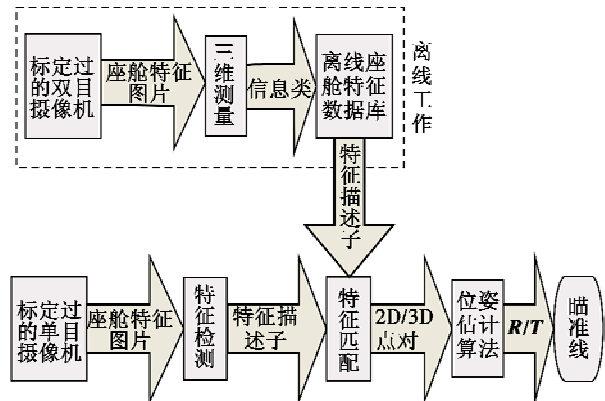 标定过
的双目
摄像机
座舱特征
图片
三
维
测
量
信息类
离线座
舱特征
数据库
离
线
工
作
特
征
描
述
子
标定过
的单目
摄像机
座舱特征
图片
特
征
检
测
特征描
述子
特
征
匹
配
2D/3D
点对
位姿
估计
算法
R/T
瞄
准
线